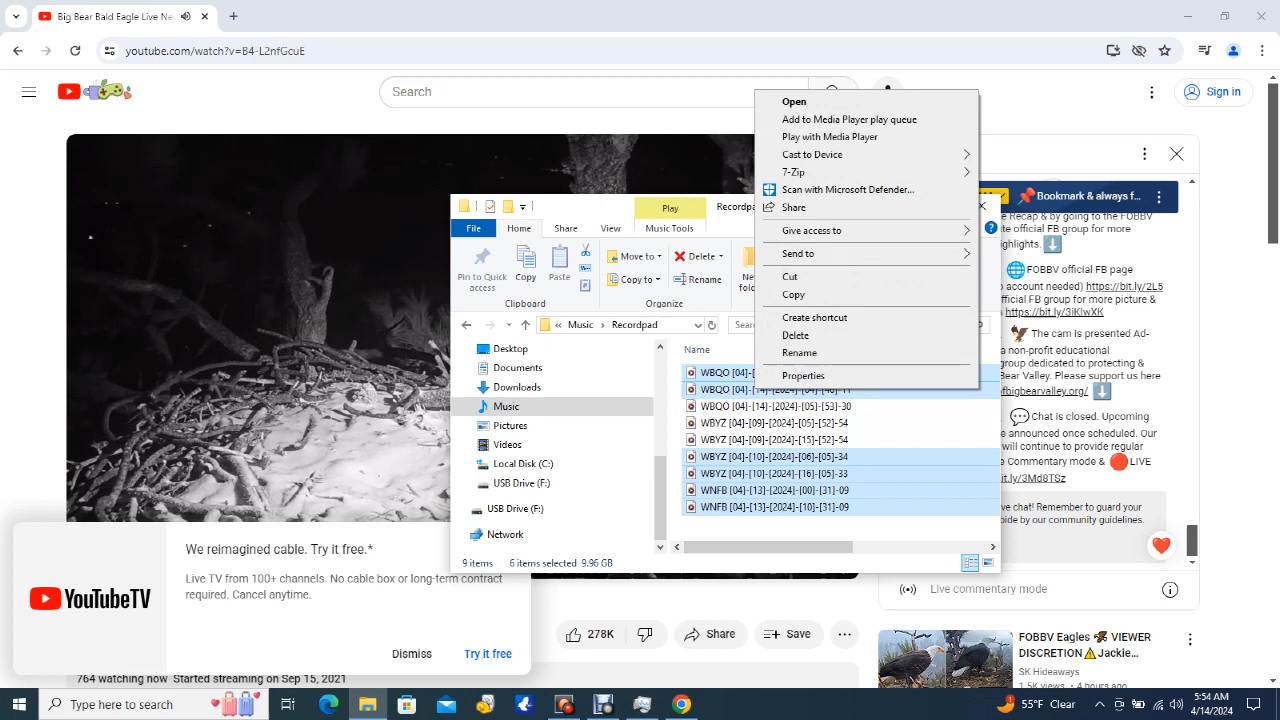 Big Bear Bald Eagle Live Ne
youtube.com/watch?v=B4-L2nfGcuE
Search
Sign in
Open
Add to Media Player play queue
Play with Media Player
Cast to Device
7-Zip
Scan with Microsoft Defender...
Share
Give access to
Send to
Cut
Copy
Create shortcut
Delete
Rename
Properties
Play
Recordpa
File
Home
Share
View
Music Tools
Pin to Quick access
Copy
Paste
Move to
Copy to
Delete
Rename
Clipboard
Organize
« Music › Recordpad
Sear
Name
Desktop
Documents
Downloads
Music
Pictures
Videos
Local Disk (C:)
USB Drive (F:)
USB Drive (F:)
Network
WBQO [04]-[
WBQO [04]-[14]-[2024]-[04]-[46]-11
WBQO [04]-[14]-[2024]-[05]-[53]-30
WBYZ [04]-[09]-[2024]-[05]-[52]-54
WBYZ [04]-[09]-[2024]-[15]-[52]-54
WBYZ [04]-[10]-[2024]-[06]-[05]-34
WBYZ [04]-[10]-[2024]-[16]-[05]-33
WNFB [04]-[13]-[2024]-[00]-[31]-09
WNFB [04]-[13]-[2024]-[10]-[31]-09
9 items
6 items selected 9.96 GB
Bookmark & always f...
e Recap & by going to the FOBBV
te official FB group for more
ghlights.
FOBBV official FB page
o account needed) https://bit.ly/2L5
official FB group for more picture &
https://bit.ly/3iKlwXK
The cam is presented Ad-
a non-profit educational
group dedicated to protecting &
Bear Valley. Please support us here
ofbigbearvalley.org/
Chat is closed. Upcoming
e announced once scheduled. Our
will continue to provide regular
e Commentary mode & LIVE
it.ly/3Md8TSz
ve chat! Remember to guard your
bide by our community guidelines.
Live commentary mode
We reimagined cable. Try it free.*
Live TV from 100+ channels. No cable box or long-term contract
required. Cancel anytime.
YouTubeTV
Dismiss
Try it free
278K
Share
Save
764 watching now Started streaming on Sep 15, 2021
FOBBV Eagles VIEWER
DISCRETION Jackie...
SK Hideaways
1.5K views • 4 hours ago
Type here to search
55°F Clear
5:54 AM
4/14/2024